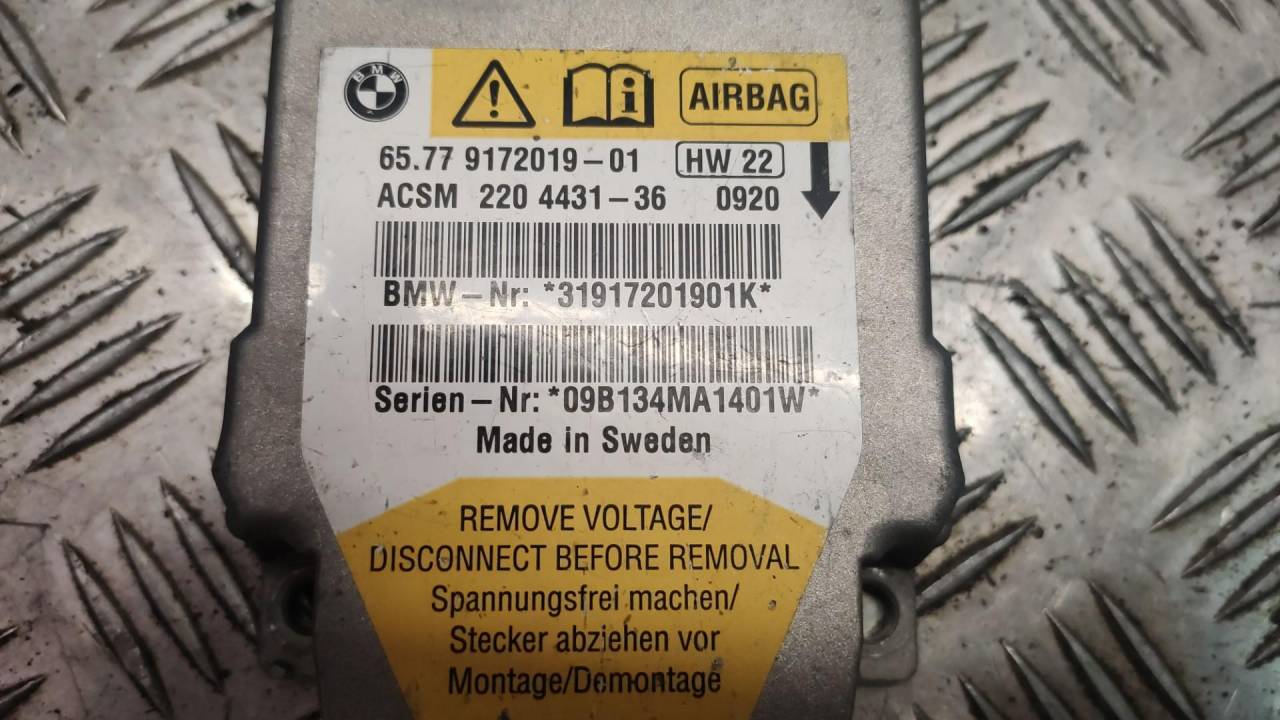 BMW
AIRBAG
65.77 9172019-01 HW 22
ACSM 220 4431-36 0920
BMW-Nr: *31917201901K*
Serien-Nr: *09B134MA1401W*
Made in Sweden
REMOVE VOLTAGE/
DISCONNECT BEFORE REMOVAL
Spannungsfrei machen/
Stecker abziehen vor
Montage/Demontage